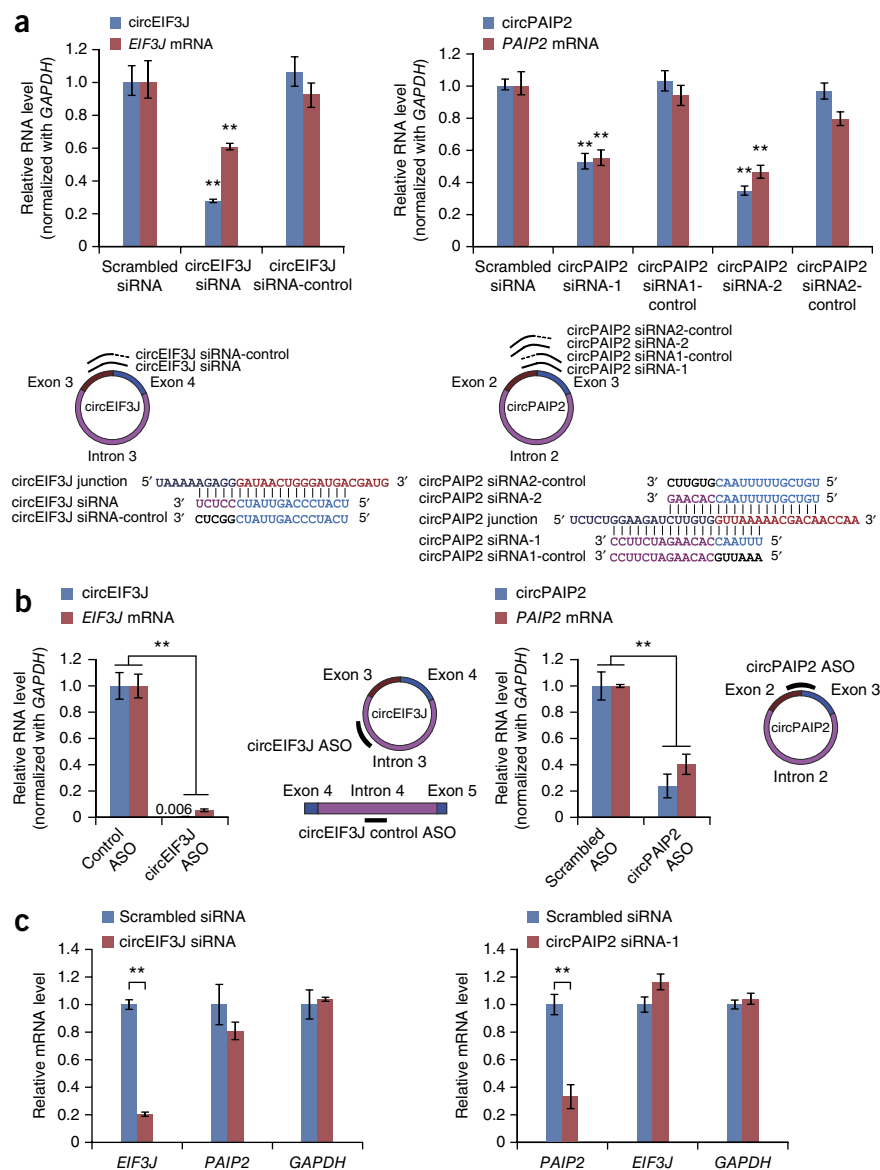 a
circEIF3J
EIF3J mRNA
Relative RNA level
(normalized with GAPDH)
1.2
1.0
0.8
0.6
0.4
0.2
0
**
**
Scrambled
siRNA
circEIF3J
siRNA
circEIF3J
siRNA-control
circPAIP2
PAIP2 mRNA
Relative RNA level
(normalized with GAPDH)
1.2
1.0
0.8
0.6
0.4
0.2
0
** **
**
**
Scrambled
siRNA
circPAIP2
siRNA-1
circPAIP2
siRNA1-
control
circPAIP2
siRNA-2
circPAIP2
siRNA2-
control
circEIF3J siRNA-control
circEIF3J siRNA
Exon 3
Exon 4
circEIF3J
Intron 3
circPAIP2 siRNA2-control
circPAIP2 siRNA-2
circPAIP2 siRNA1-control
circPAIP2 siRNA-1
Exon 2
Exon 3
circPAIP2
Intron 2
circEIF3J junction 5′ UAAAAAGAGGGAUAACUGGGAUGACGAUG 3′
circEIF3J siRNA 3′ UCUCCCUAUUGACCCUACU 5′
circEIF3J siRNA-control 3′ CUCGGCUAUUGACCCUACU 5′
circPAIP2 siRNA2-control 3′ CUUGUGCAAUUUUUGCUGU 5′
circPAIP2 siRNA-2 3′ GAACACCAAUUUUUGCUGU 5′
circPAIP2 junction 5′ UCUCUGGAAGAUCUUGUGGUUAAAAACGACAACCAA 3′
circPAIP2 siRNA-1 3′ CCUUCUAGAACACCAAUUU 5′
circPAIP2 siRNA1-control 3′ CCUUCUAGAACACGUUAAA 5′
b
circEIF3J
EIF3J mRNA
Relative RNA level
(normalized with GAPDH)
1.2
1.0
0.8
0.6
0.4
0.2
0
**
0.006
Control
ASO
circEIF3J
ASO
Exon 3
Exon 4
circEIF3J
circEIF3J ASO
Intron 3
Exon 4 Intron 4 Exon 5
circEIF3J control ASO
circPAIP2
PAIP2 mRNA
Relative RNA level
(normalized with GAPDH)
1.2
1.0
0.8
0.6
0.4
0.2
0
**
Scrambled
ASO
circPAIP2
ASO
circPAIP2 ASO
Exon 2
Exon 3
circPAIP2
Intron 2
c
Scrambled siRNA
circEIF3J siRNA
Relative mRNA level
1.4
1.2
1.0
0.8
0.6
0.4
0.2
0
**
EIF3J
PAIP2
GAPDH
Scrambled siRNA
circPAIP2 siRNA-1
Relative mRNA level
1.4
1.2
1.0
0.8
0.6
0.4
0.2
0
**
PAIP2
EIF3J
GAPDH